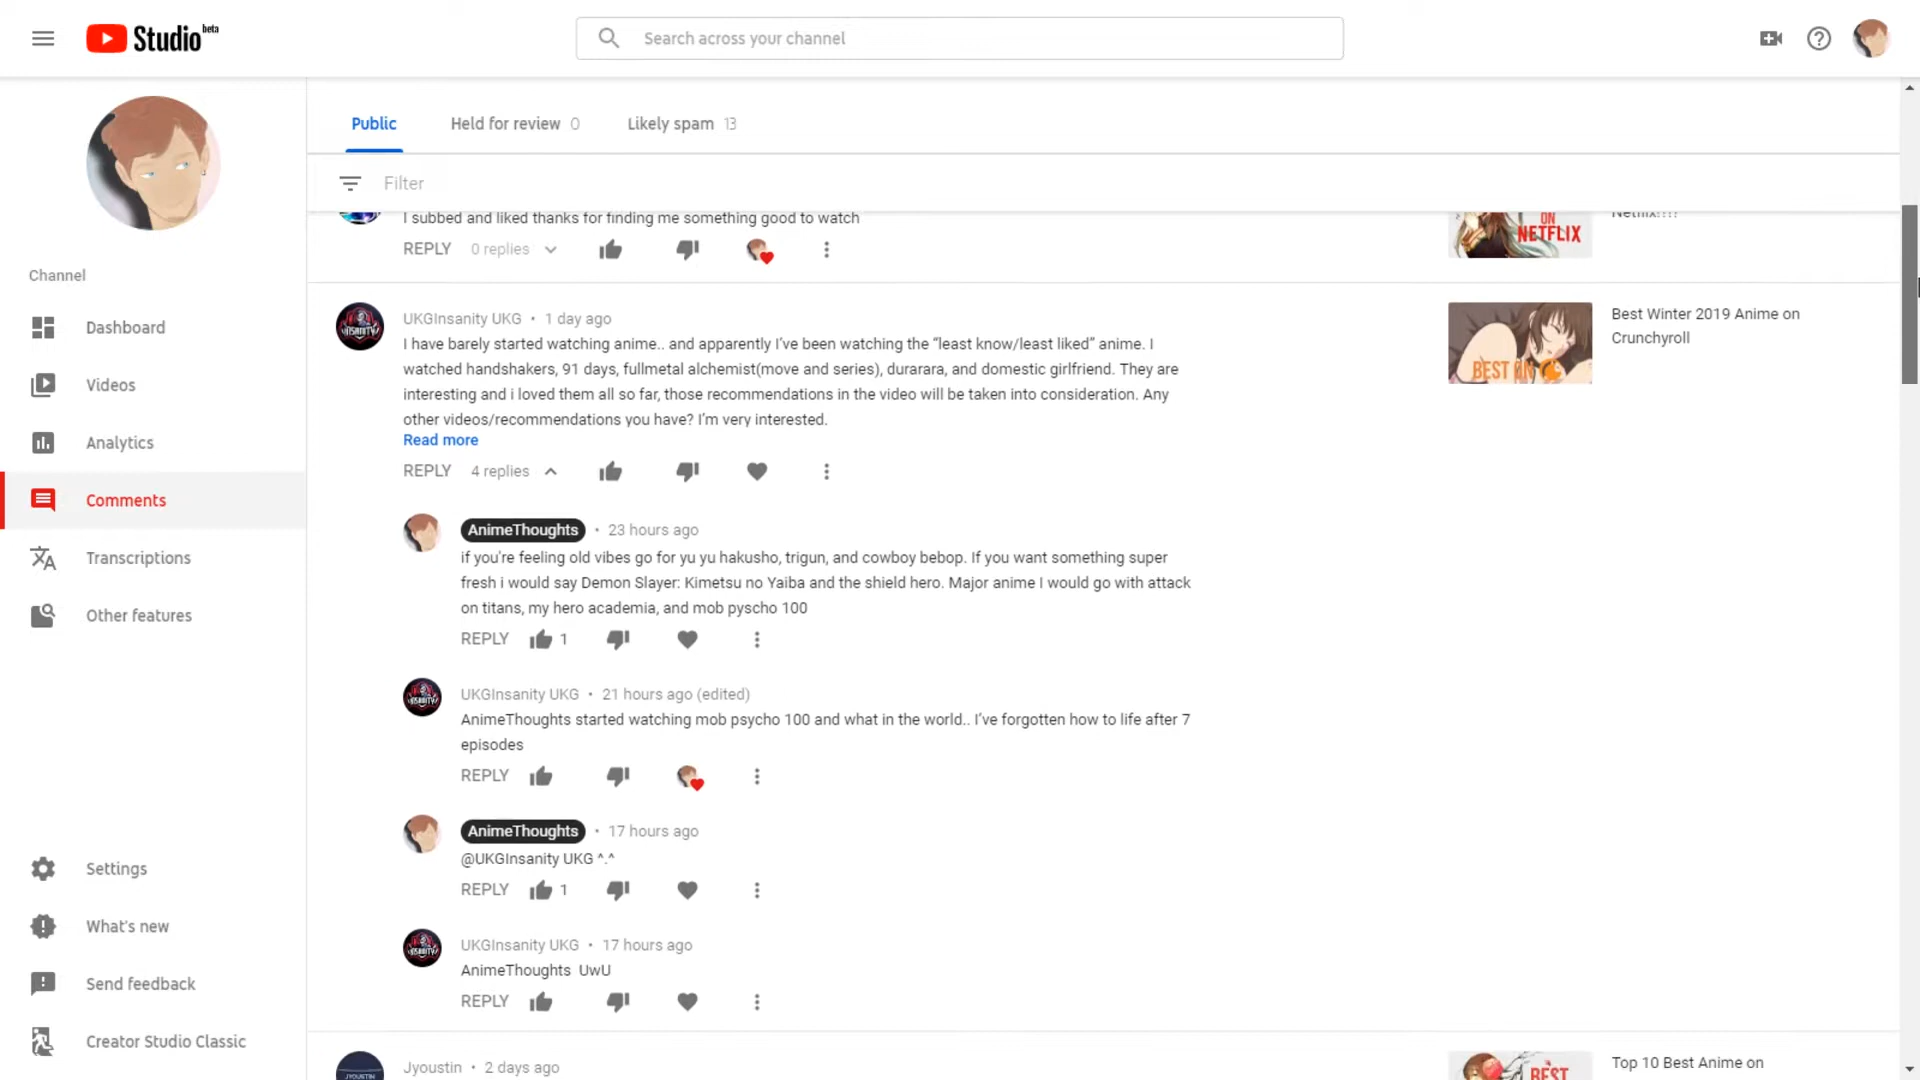 Studio beta
Search across your channel
Public
Held for review 0
Likely spam 13
Filter
I subbed and liked thanks for finding me something good to watch
ON
NETFLIX
REPLY 0 replies
Channel
Dashboard
Videos
Analytics
Comments
Transcriptions
Other features
Settings
What's new
Send feedback
Creator Studio Classic
INSANITY
UKGInsanity UKG • 1 day ago
I have barely started watching anime.. and apparently I've been watching the “least know/least liked” anime. I
watched handshakers, 91 days, fullmetal alchemist(move and series), durarara, and domestic girlfriend. They are
interesting and i loved them all so far, those recommendations in the video will be taken into consideration. Any
other videos/recommendations you have? I'm very interested.
Read more
REPLY 4 replies
BEST ON
Best Winter 2019 Anime on
Crunchyroll
AnimeThoughts • 23 hours ago
if you're feeling old vibes go for yu yu hakusho, trigun, and cowboy bebop. If you want something super
fresh i would say Demon Slayer: Kimetsu no Yaiba and the shield hero. Major anime I would go with attack
on titans, my hero academia, and mob pyscho 100
REPLY 1
INSANITY
UKGInsanity UKG • 21 hours ago (edited)
AnimeThoughts started watching mob psycho 100 and what in the world.. I've forgotten how to life after 7
episodes
REPLY
AnimeThoughts • 17 hours ago
@UKGInsanity UKG ^.^
REPLY 1
INSANITY
UKGInsanity UKG • 17 hours ago
AnimeThoughts UwU
REPLY
JYOUSTIN
Jyoustin • 2 days ago
BEST
Top 10 Best Anime on